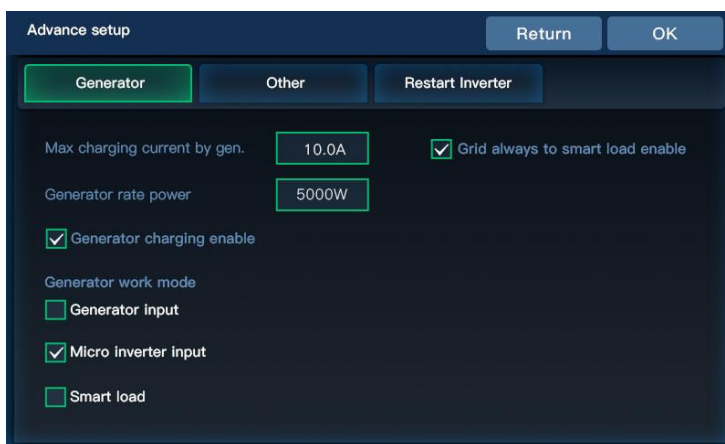 Advance setup
Return
OK
Generator
Other
Restart Inverter
Max charging current by gen.
10.0A
Grid always to smart load enable
Generator rate power
5000W
Generator charging enable
Generator work mode
Generator input
Micro inverter input
Smart load